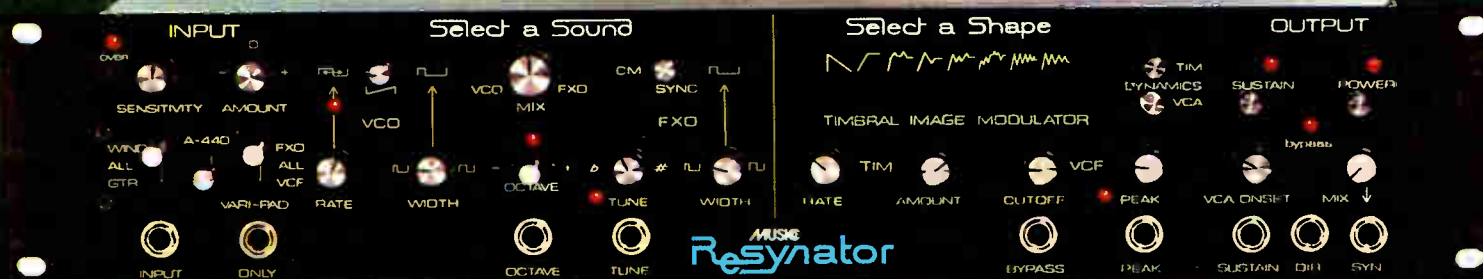 INPUT
Select a Sound
Select a Shape
OUTPUT
OVER
- +
CM
TIM
SYNC
VCO FXO
MIX
DYNAMICS
SUSTAIN
POWER
SENSITIVITY
AMOUNT
VCO
VCA
FXO
TIMBRAL IMAGE MODULATOR
bypass
WIND
ALL
GTR
A-440
FXO
ALL
VCF
- OCTAVE +
b #
TIM
VCF
VARI-PAD
RATE
WIDTH
TUNE
WIDTH
RATE
AMOUNT
CUTOFF
PEAK
VCA ONSET
MIX
MUSIC
Resynator
INPUT
ONLY
OCTAVE
TUNE
BYPASS
PEAK
SUSTAIN
DIR
SYN